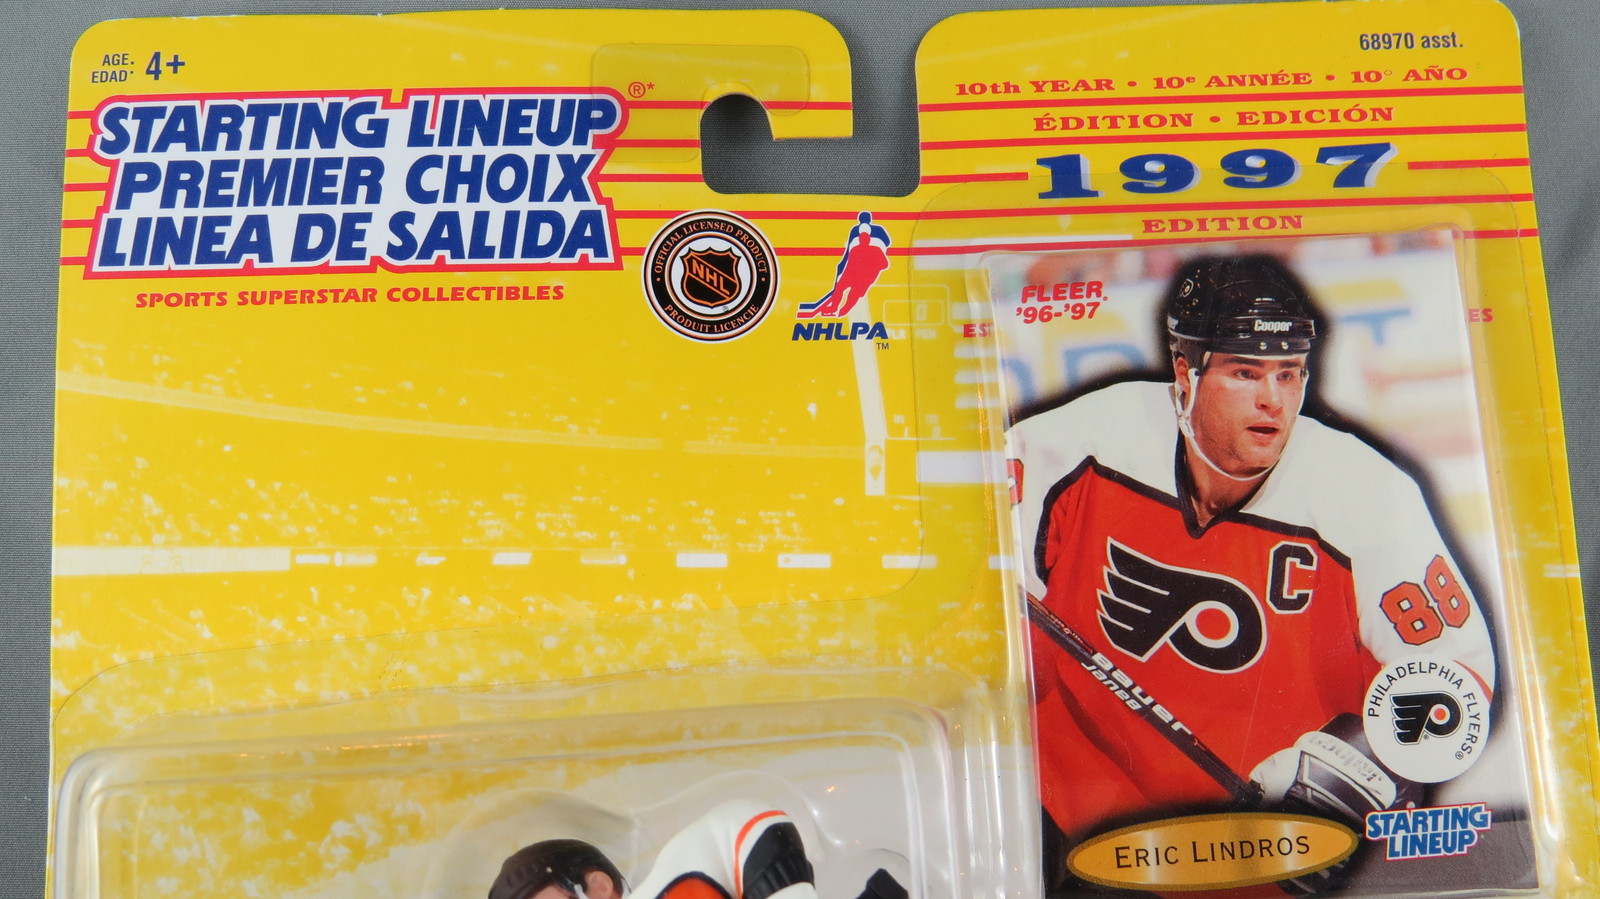 AGE: 4+
EDAD:
STARTING LINEUP ®*
PREMIER CHOIX
LINEA DE SALIDA
SPORTS SUPERSTAR COLLECTIBLES
OFFICIAL LICENSED PRODUCT
NHL
PRODUIT LICENCIÉ
NHLPA
™
68970 asst.
10th YEAR • 10e ANNÉE • 10° AÑO
ÉDITION • EDICIÓN
1997
EDITION
ES
FLEER.
'96-'97
Cooper
C
88
Bauer
PHILADELPHIA FLYERS®
ERIC LINDROS
STARTING
LINEUP